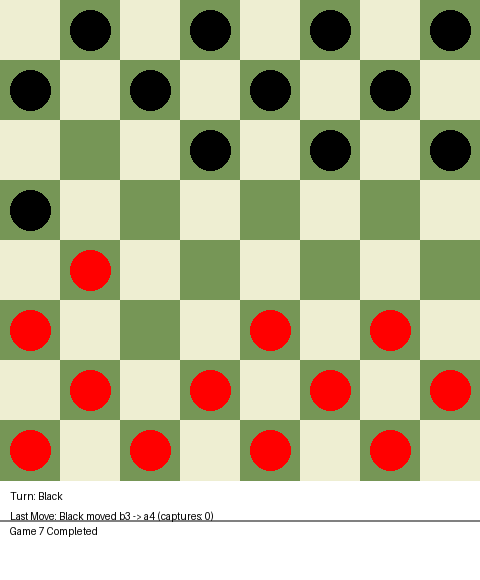 Turn: Black
Last Move: Black moved b3 -> a4 (captures: 0)
Game 7 Completed